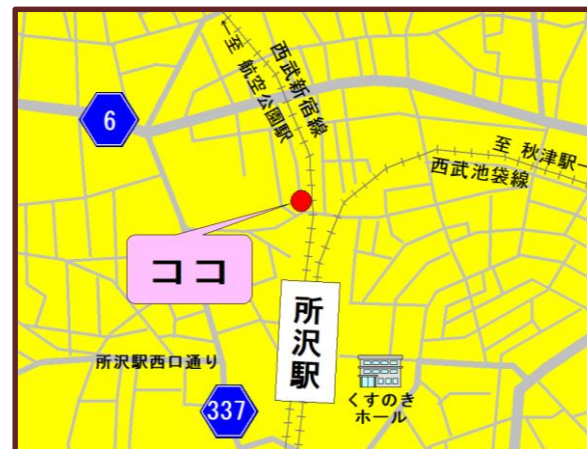 ←至 航空公園駅
西武新宿線
6
至 秋津駅→
西武池袋線
ココ
所沢駅
所沢駅西口通り
337
くすのき
ホール